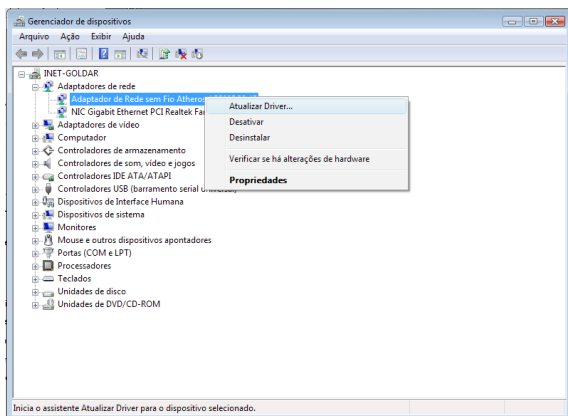 Gerenciador de dispositivos
Arquivo Ação Exibir Ajuda
INET-GOLDAR
Adaptadores de rede
Adaptador de Rede sem Fio Atheros
NIC Gigabit Ethernet PCI Realtek
Adaptadores de vídeo
Computador
Controladores de armazenamento
Controladores de som, vídeo e jogos
Controladores IDE ATA/ATAPI
Controladores USB (barramento serial universal)
Dispositivos de Interface Humana
Dispositivos de sistema
Monitores
Mouse e outros dispositivos apontadores
Portas (COM e LPT)
Processadores
Teclados
Unidades de disco
Unidades de DVD/CD-ROM
Atualizar Driver...
Desativar
Desinstalar
Verificar se há alterações de hardware
Propriedades
Inicia o assistente Atualizar Driver para o dispositivo selecionado.